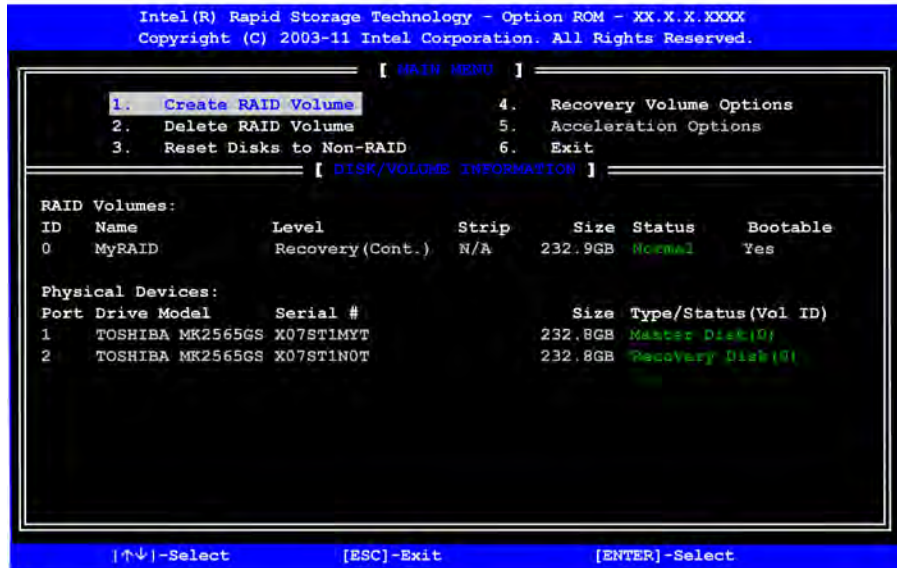 Intel(R) Rapid Storage Technology - Option ROM - XX.X.X.XXXX
Copyright (C) 2003-11 Intel Corporation. All Rights Reserved.
[ MAIN MENU ]
1. Create RAID Volume 4. Recovery Volume Options
2. Delete RAID Volume 5. Acceleration Options
3. Reset Disks to Non-RAID 6. Exit
[ DISK/VOLUME INFORMATION ]
RAID Volumes:
ID Name Level Strip Size Status Bootable
0 MyRAID Recovery(Cont.) N/A 232.9GB Normal Yes
Physical Devices:
Port Drive Model Serial # Size Type/Status(Vol ID)
1 TOSHIBA MK2565GS X07ST1MYT 232.8GB Master Disk(0)
2 TOSHIBA MK2565GS X07ST1N0T 232.8GB Recovery Disk(0)
[↑↓]-Select [ESC]-Exit [ENTER]-Select